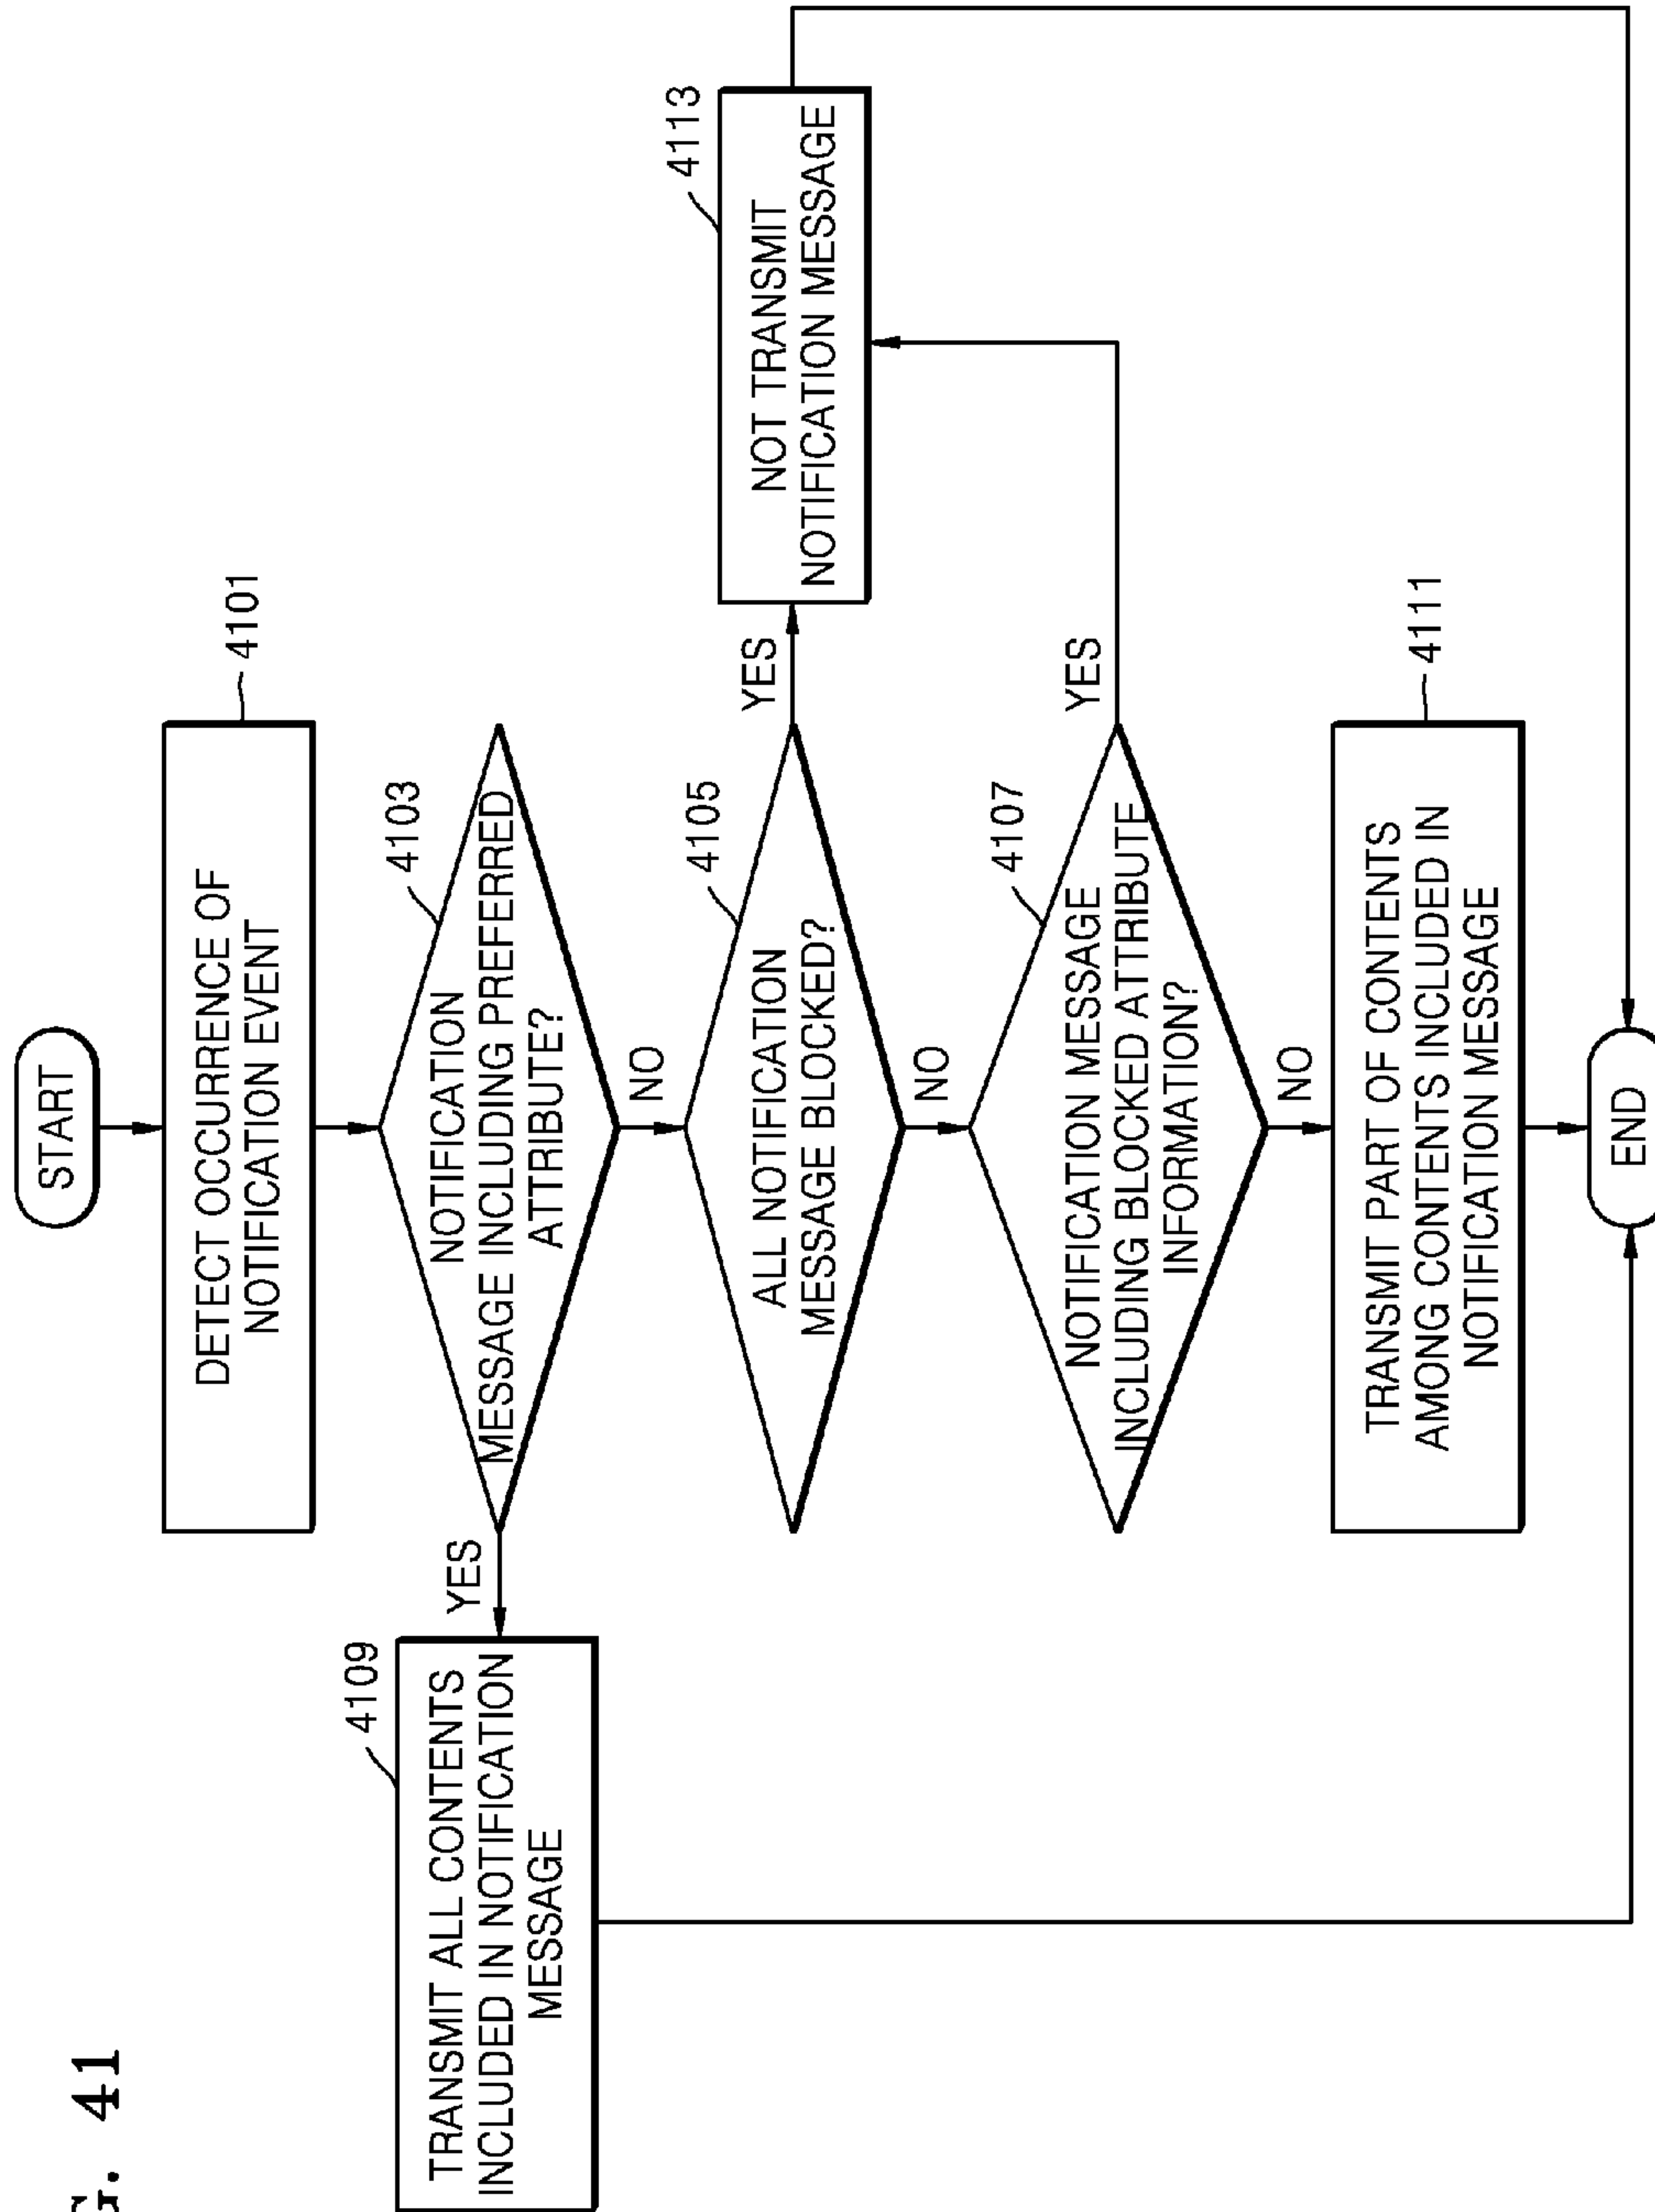 G. 41
START
DETECT OCCURRENCE OF
NOTIFICATION EVENT
4101
NOTIFICATION
MESSAGE INCLUDING PREFERRED
ATTRIBUTE?
4103
YES
TRANSMIT ALL CONTENTS
INCLUDED IN NOTIFICATION
MESSAGE
4109
NO
ALL NOTIFICATION
MESSAGE BLOCKED?
4105
YES
NOT TRANSMIT
NOTIFICATION MESSAGE
4113
NO
NOTIFICATION MESSAGE
INCLUDING BLOCKED ATTRIBUTE
INFORMATION?
4107
YES
NO
TRANSMIT PART OF CONTENTS
AMONG CONTENTS INCLUDED IN
NOTIFICATION MESSAGE
4111
END